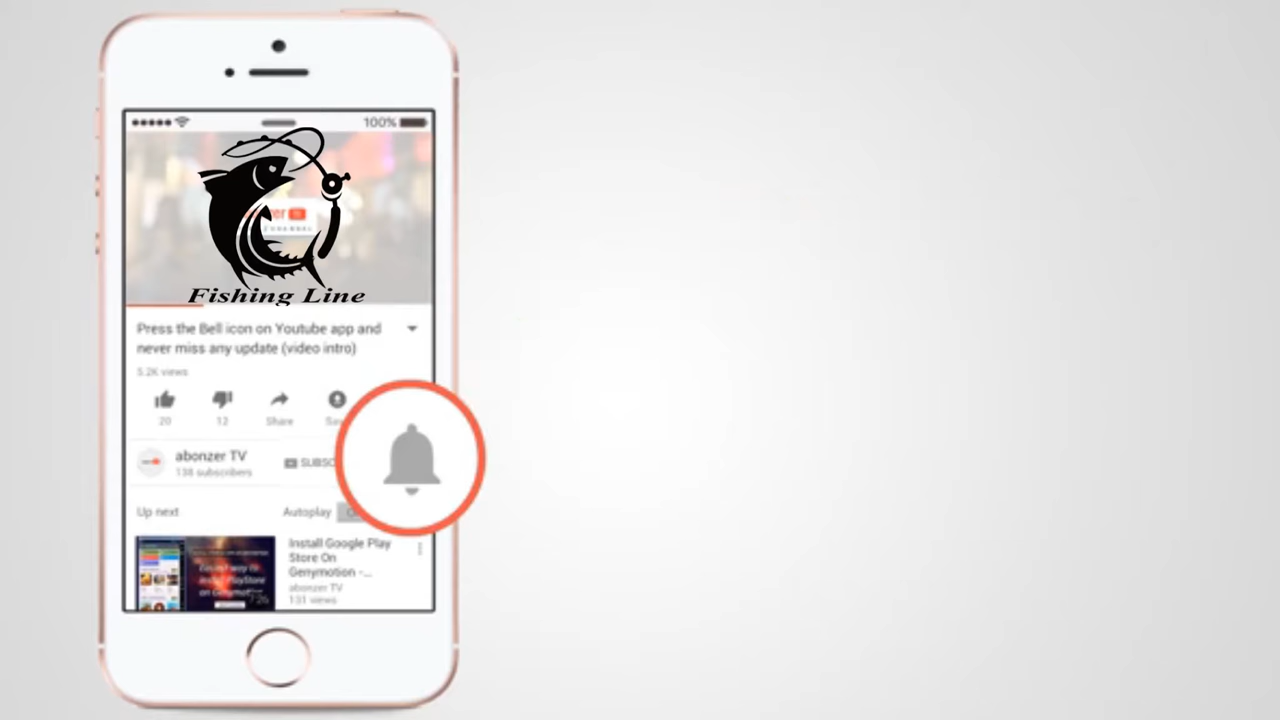 100%
Fishing Line
Press the Bell icon on Youtube app and
never miss any update (video intro)
5.2K views
20
12
Share
abonzer TV
SUBSC
138 subscribers
Up next
Autoplay
Install Google Play
Store On
Genymotion -...
abonzer TV
131 views